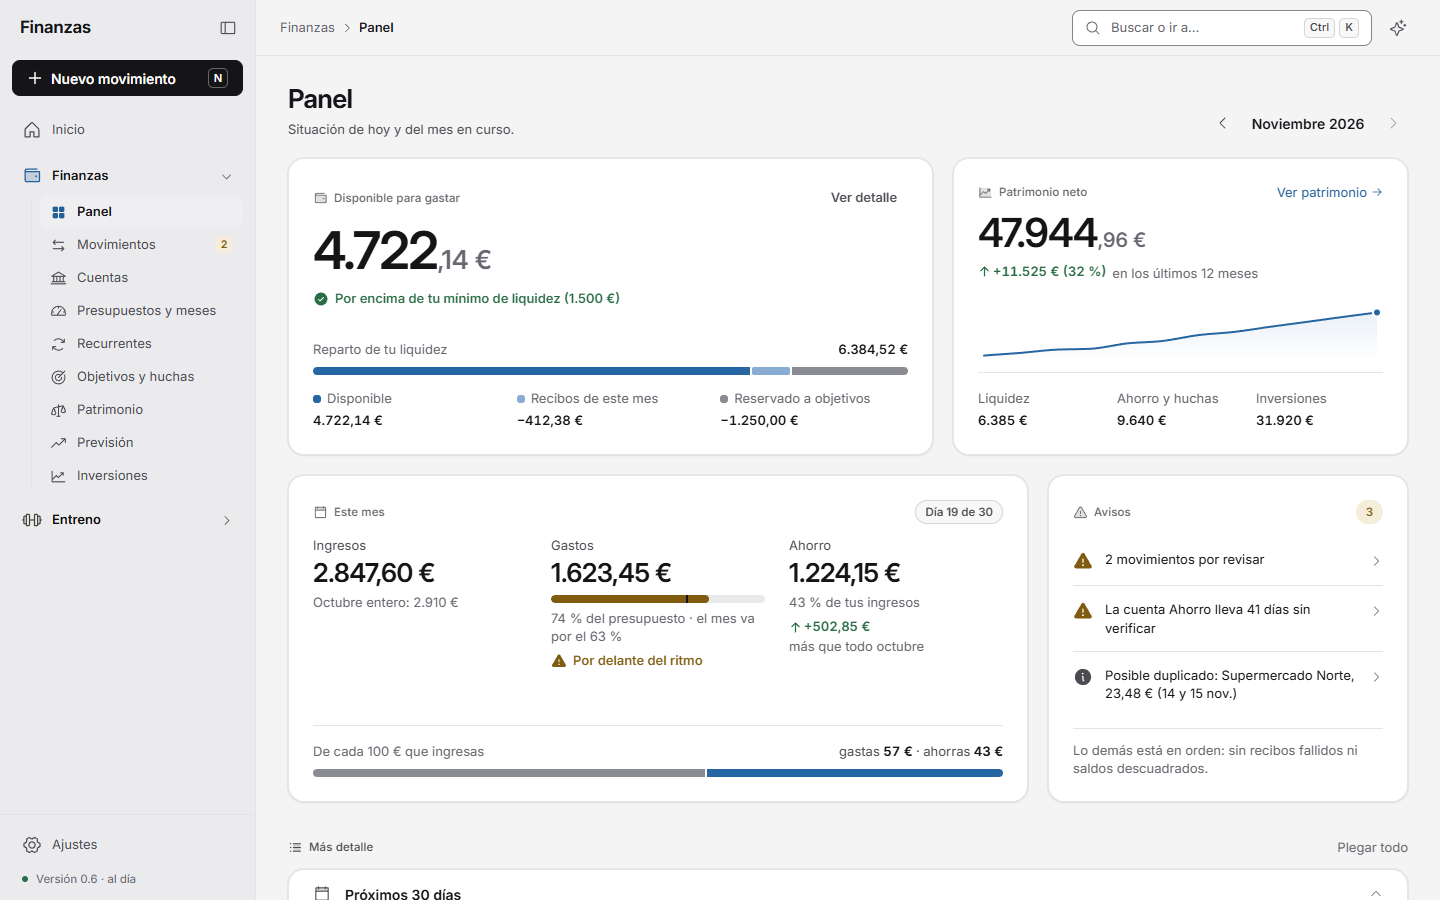 Finanzas
Nuevo movimiento N
Inicio
Finanzas
Panel
Movimientos 2
Cuentas
Presupuestos y meses
Recurrentes
Objetivos y huchas
Patrimonio
Previsión
Inversiones
Entreno
Ajustes
Versión 0.6 · al día
Finanzas > Panel
Buscar o ir a... Ctrl K
Panel
Situación de hoy y del mes en curso.
Noviembre 2026
Disponible para gastar
Ver detalle
4.722,14 €
Por encima de tu mínimo de liquidez (1.500 €)
Reparto de tu liquidez 6.384,52 €
Disponible Recibos de este mes Reservado a objetivos
4.722,14 € −412,38 € −1.250,00 €
Patrimonio neto
Ver patrimonio →
47.944,96 €
↑ +11.525 € (32 %) en los últimos 12 meses
Liquidez Ahorro y huchas Inversiones
6.385 € 9.640 € 31.920 €
Este mes
Día 19 de 30
Ingresos
2.847,60 €
Octubre entero: 2.910 €
Gastos
1.623,45 €
74 % del presupuesto · el mes va
por el 63 %
Por delante del ritmo
Ahorro
1.224,15 €
43 % de tus ingresos
↑ +502,85 €
más que todo octubre
De cada 100 € que ingresas gastas 57 € · ahorras 43 €
Avisos 3
2 movimientos por revisar
La cuenta Ahorro lleva 41 días sin
verificar
Posible duplicado: Supermercado Norte,
23,48 € (14 y 15 nov.)
Lo demás está en orden: sin recibos fallidos ni
saldos descuadrados.
Más detalle
Plegar todo
Próximos 30 días